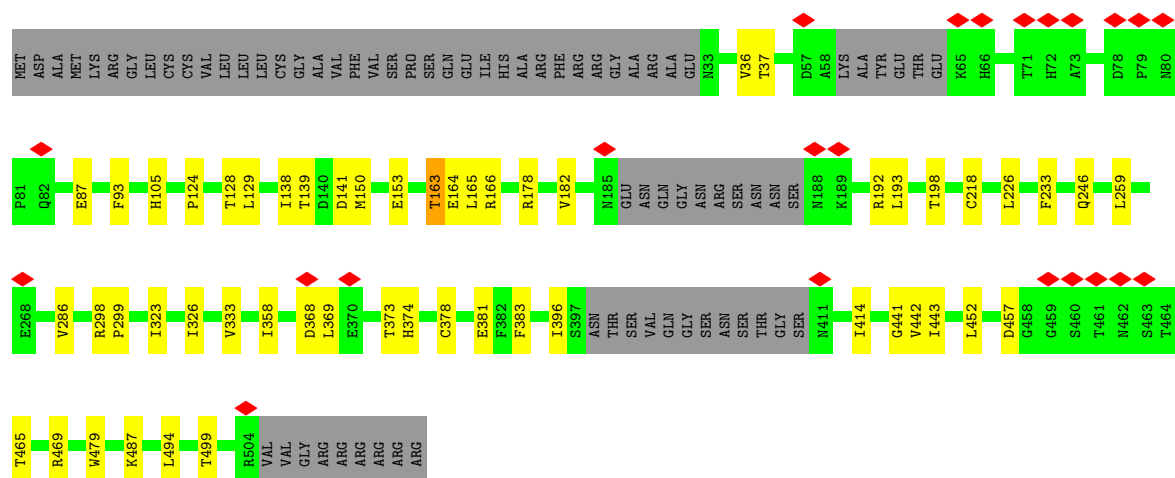 MET ASP ALA MET LYS ARG GLY LEU CYS CYS VAL LEU LEU LEU CYS GLY ALA VAL PHE VAL SER PRO SER GLN GLU ILE HIS ALA ARG PHE ARG ARG GLY ALA ARG ALA GLU N33 V36 T37 D57 A58 LYS ALA TYR GLU THR GLU K65 H66 T71 H72 A73 D78 P79 N80
P81 Q82 E87 F93 H105 P124 T128 L129 I138 T139 D140 D141 M150 E153 T163 E164 L165 R166 R178 V182 N185 GLU ASN GLN GLY ASN ARG SER ASN ASN SER N188 K189 R192 L193 T198 C218 L226 F233 Q246 L259
E268 V286 R298 P299 I323 I326 V333 I358 D368 L369 E370 T373 H374 C378 E381 F382 F383 I396 S397 ASN THR SER VAL GLN GLY SER ASN SER THR GLY SER N411 I414 G441 V442 I443 L452 D457 G458 G459 S460 T461 N462 S463 T464
T465 R469 W479 K487 L494 T499 R504 VAL VAL GLY ARG ARG ARG ARG ARG ARG